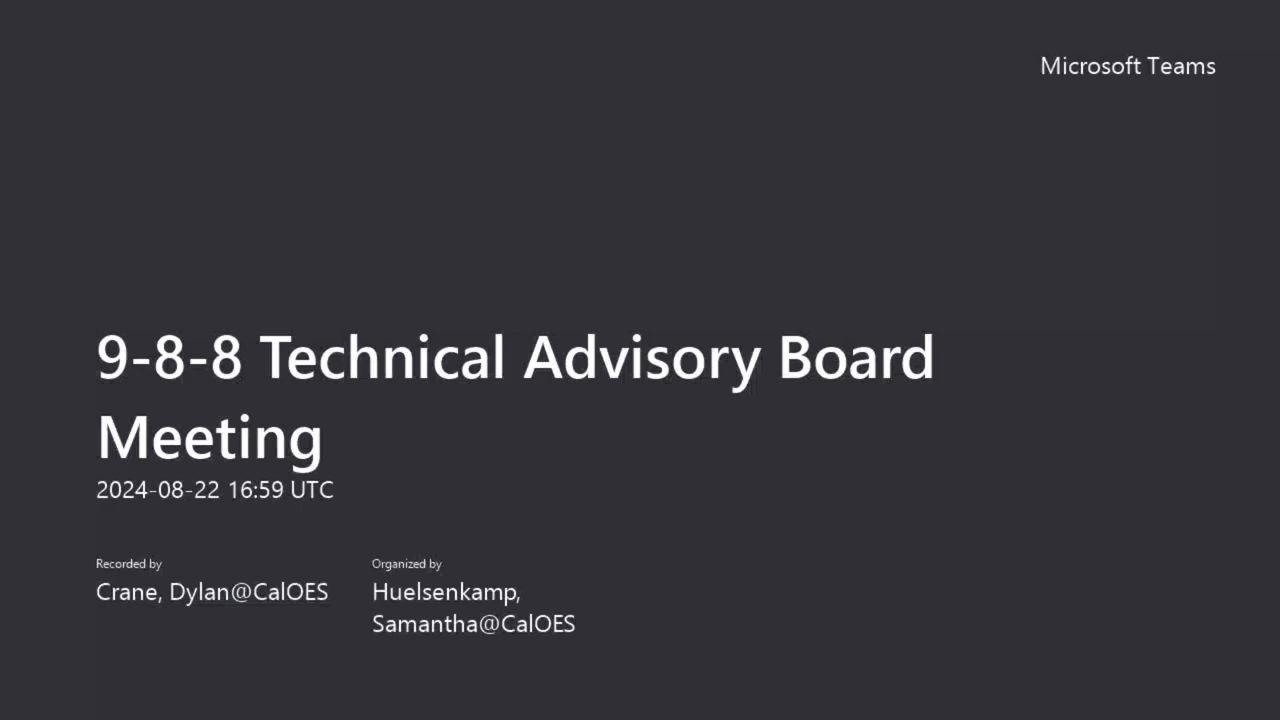 Microsoft Teams
9-8-8 Technical Advisory Board
Meeting
2024-08-22 16:59 UTC
Recorded by
Crane, Dylan@CalOES
Organized by
Huelsenkamp,
Samantha@CalOES